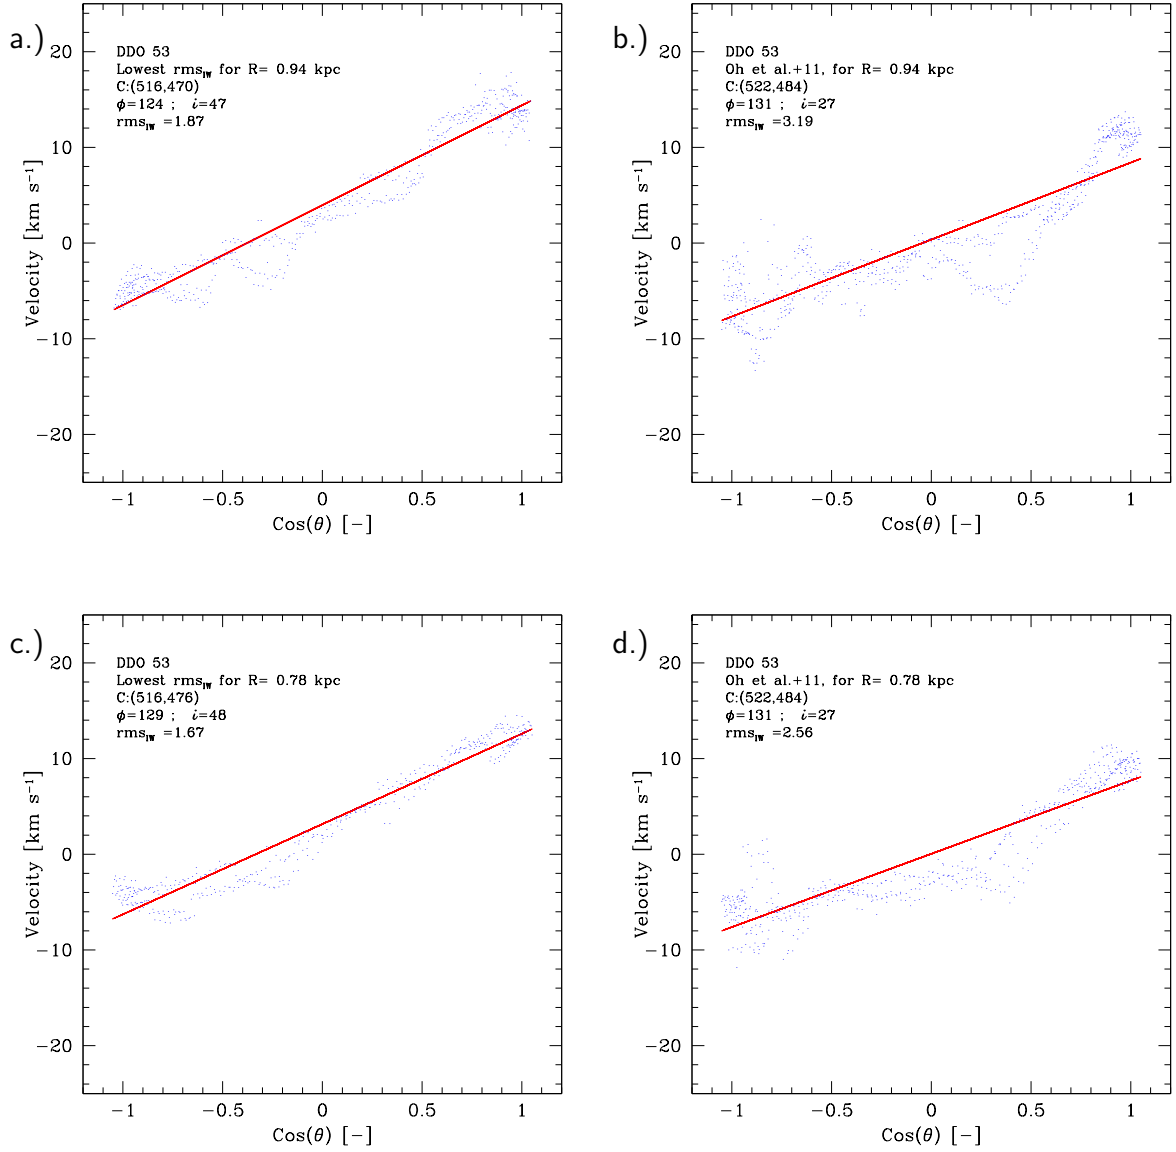 a.)
DDO 53
Lowest rms_IW for R= 0.94 kpc
C:(516,470)
ϕ=124 ; i=47
rms_IW =1.87
20
10
0
−10
−20
Velocity [km s⁻¹]
−1 −0.5 0 0.5 1
Cos(θ) [−]
b.)
DDO 53
Oh et al.+11, for R= 0.94 kpc
C:(522,484)
ϕ=131 ; i=27
rms_IW =3.19
20
10
0
−10
−20
Velocity [km s⁻¹]
−1 −0.5 0 0.5 1
Cos(θ) [−]
c.)
DDO 53
Lowest rms_IW for R= 0.78 kpc
C:(516,476)
ϕ=129 ; i=48
rms_IW =1.67
20
10
0
−10
−20
Velocity [km s⁻¹]
−1 −0.5 0 0.5 1
Cos(θ) [−]
d.)
DDO 53
Oh et al.+11, for R= 0.78 kpc
C:(522,484)
ϕ=131 ; i=27
rms_IW =2.56
20
10
0
−10
−20
Velocity [km s⁻¹]
−1 −0.5 0 0.5 1
Cos(θ) [−]